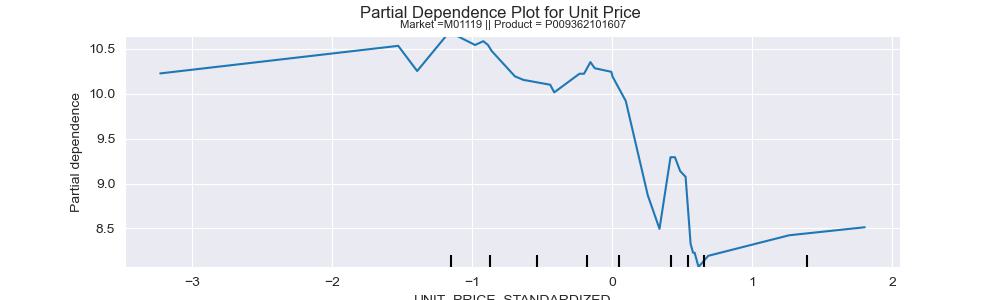 Partial Dependence Plot for Unit Price
Market =M01119 || Product = P009362101607
10.5
10.0
9.5
9.0
8.5
Partial dependence
−3 −2 −1 0 1 2
UNIT_PRICE_STANDARDIZED